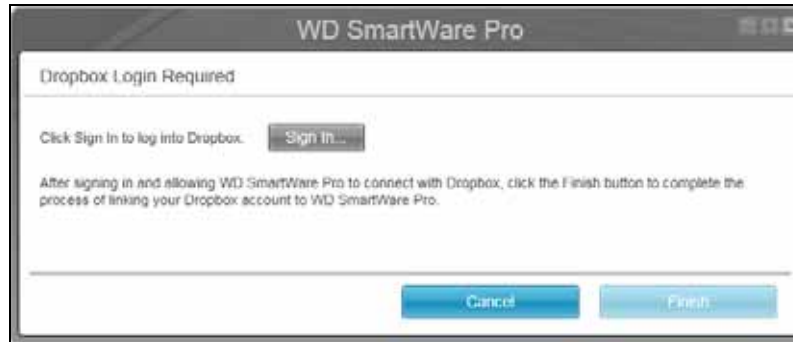 WD SmartWare Pro
Dropbox Login Required
Click Sign In to log into Dropbox.
Sign In...
After signing in and allowing WD SmartWare Pro to connect with Dropbox, click the Finish button to complete the
process of linking your Dropbox account to WD SmartWare Pro.
Cancel
Finish